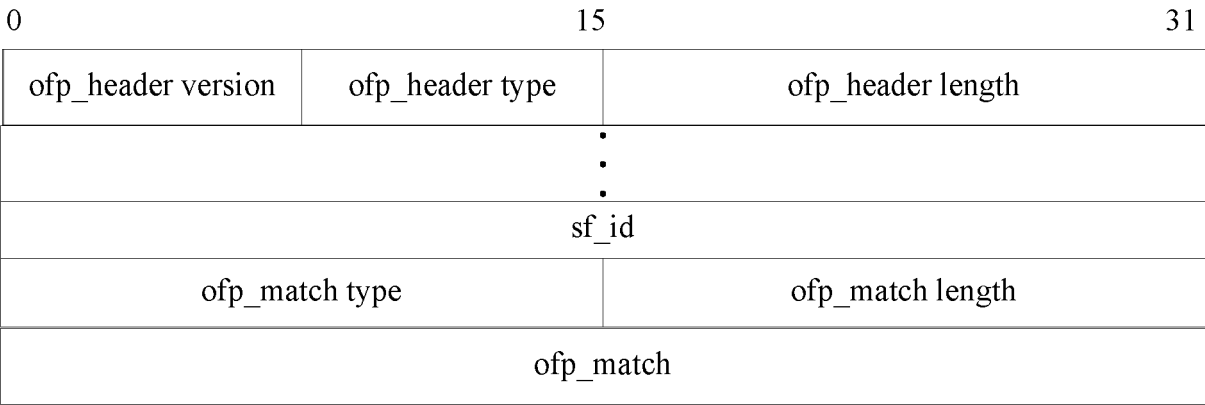 0 15 31
ofp_header version ofp_header type ofp_header length
sf_id
ofp_match type ofp_match length
ofp_match